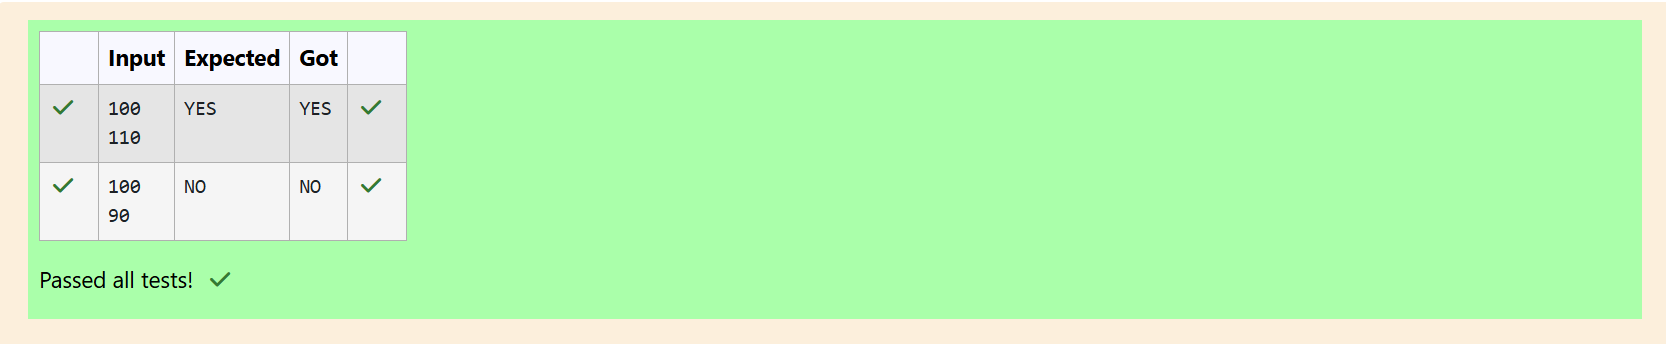 Input Expected Got
100 YES YES
110
100 NO NO
90
Passed all tests!